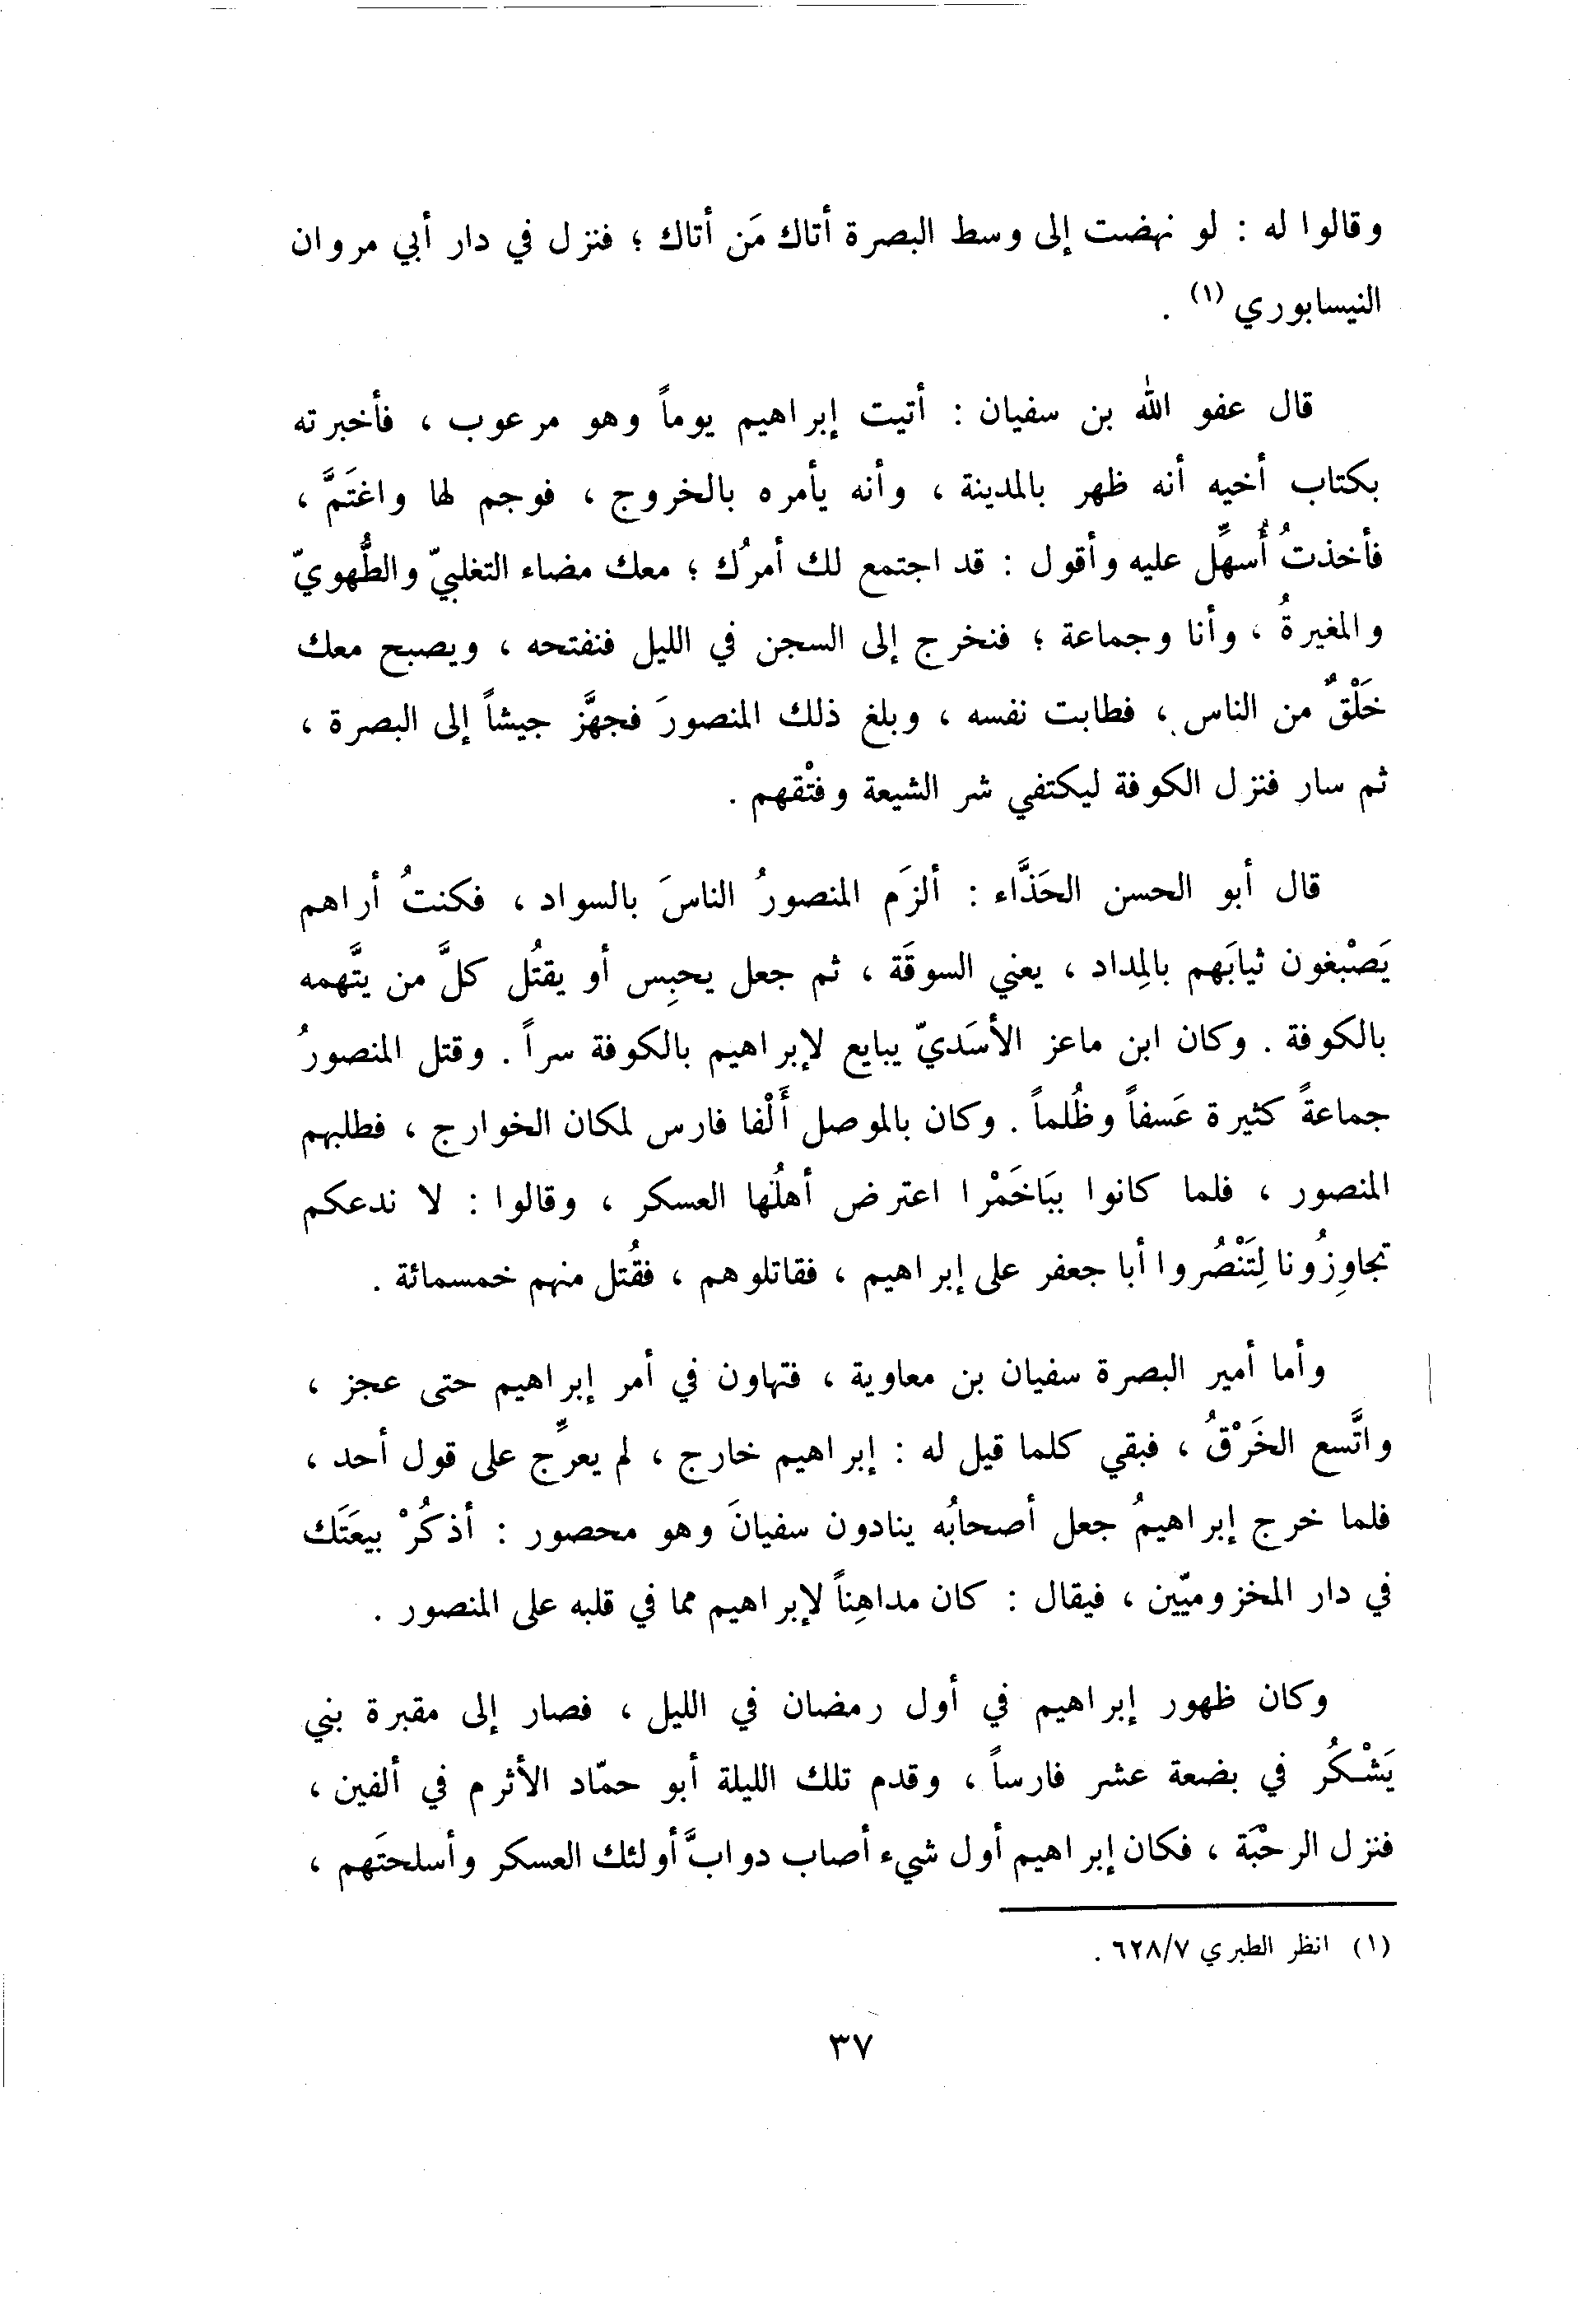 وقالوا له : لو نهضت إلى وسط البصرة أتاك مَن أتاك ؛ فنزل في دار أبي مروان
النيسابوري (١) .
قال عفو الله بن سفيان : أتيت إبراهيم يوماً وهو مرعوب ، فأخبرته
بكتاب أخيه أنه ظهر بالمدينة ، وأنه يأمره بالخروج ، فوجم لها واغتَمَّ ،
فأخذتُ أُسهِّل عليه وأقول : قد اجتمع لك أمرُك ؛ معك مضاء التغلبيّ والطُّهويّ
والمغيرةُ ، وأنا وجماعة ؛ فنخرج إلى السجن في الليل فنفتحه ، ويصبح معك
خَلْقٌ من الناس ، فطابت نفسه ، وبلغ ذلك المنصورَ فجهَّز جيشاً إلى البصرة ،
ثم سار فنزل الكوفة ليكتفي شر الشيعة وفتْقهم .
قال أبو الحسن الحَذَّاء : ألزَم المنصورُ الناسَ بالسواد ، فكنتُ أراهم
يَصْبغون ثيابَهم بالمِداد ، يعني السوقَة ، ثم جعل يحبِس أو يقتُل كلَّ من يتَّهمه
بالكوفة . وكان ابن ماعز الأسَديّ يبايع لإبراهيم بالكوفة سراً . وقتل المنصورُ
جماعةً كثيرة عَسفاً وظُلماً . وكان بالموصل أَلْفا فارس لمكان الخوارج ، فطلبهم
المنصور ، فلما كانوا ببَاخَمْرا اعترض أهلُها العسكر ، وقالوا : لا ندعكم
تجاوِزُونا لِتَنْصُروا أبا جعفر على إبراهيم ، فقاتلوهم ، فقُتل منهم خمسمائة .
وأما أمير البصرة سفيان بن معاوية ، فتهاون في أمر إبراهيم حتى عجز ،
واتَّسع الخَرْقُ ، فبقي كلما قيل له : إبراهيم خارج ، لم يعرِّج على قول أحد ،
فلما خرج إبراهيمُ جعل أصحابُه ينادون سفيانَ وهو محصور : أذكُرْ بيعَتَك
في دار المخزوميّين ، فيقال : كان مداهِناً لإبراهيم مما في قلبه على المنصور .
وكان ظهور إبراهيم في أول رمضان في الليل ، فصار إلى مقبرة بني
يَشْكُر في بضعة عشر فارساً ، وقدم تلك الليلة أبو حمّاد الأثرم في ألفين ،
فنزل الرحْبَة ، فكان إبراهيم أول شيء أصاب دوابَّ أولئك العسكر وأسلحتَهم ،
(١) انظر الطبري ٦٢٨/٧ .
٣٧